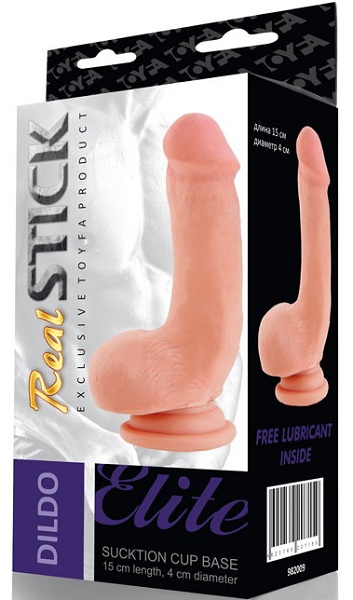 TOYFA
Real STICK
EXCLUSIVE TOYFA PRODUCT
длина 15 см
диаметр 4 см
DILDO
Elite
SUCKTION CUP BASE
15 cm length, 4 cm diameter
FREE LUBRICANT
INSIDE
982009